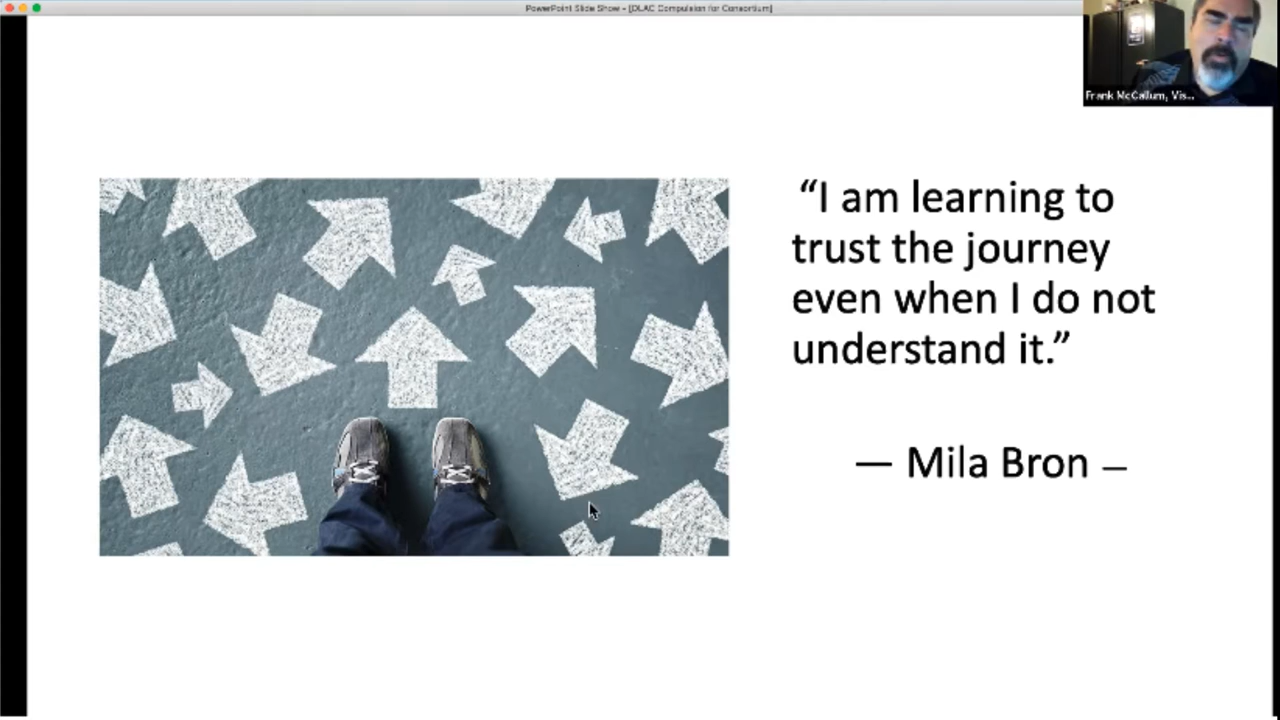 PowerPoint Slide Show - [DLAC Compulsion for Consortium]
Frank McCallum, Vis...
“I am learning to
trust the journey
even when I do not
understand it.”
— Mila Bron —